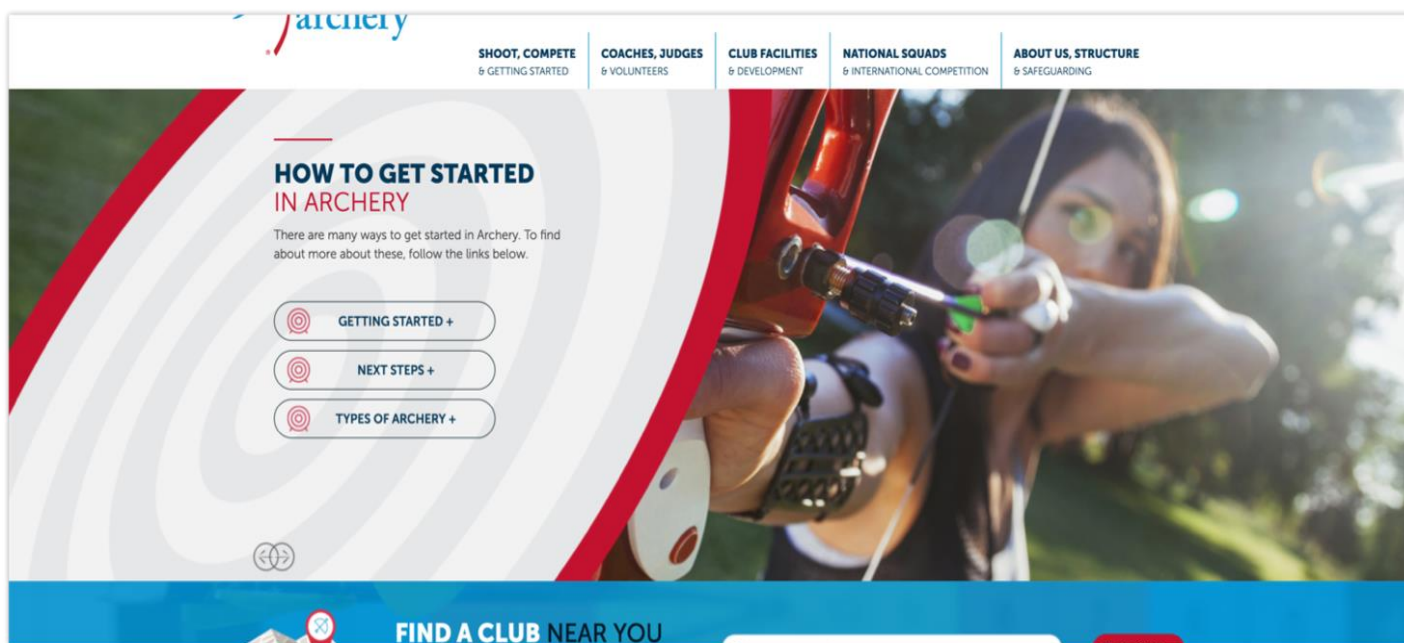 archery
SHOOT, COMPETE
& GETTING STARTED
COACHES, JUDGES
& VOLUNTEERS
CLUB FACILITIES
& DEVELOPMENT
NATIONAL SQUADS
& INTERNATIONAL COMPETITION
ABOUT US, STRUCTURE
& SAFEGUARDING
HOW TO GET STARTED
IN ARCHERY
There are many ways to get started in Archery. To find
about more about these, follow the links below.
GETTING STARTED +
NEXT STEPS +
TYPES OF ARCHERY +
FIND A CLUB NEAR YOU